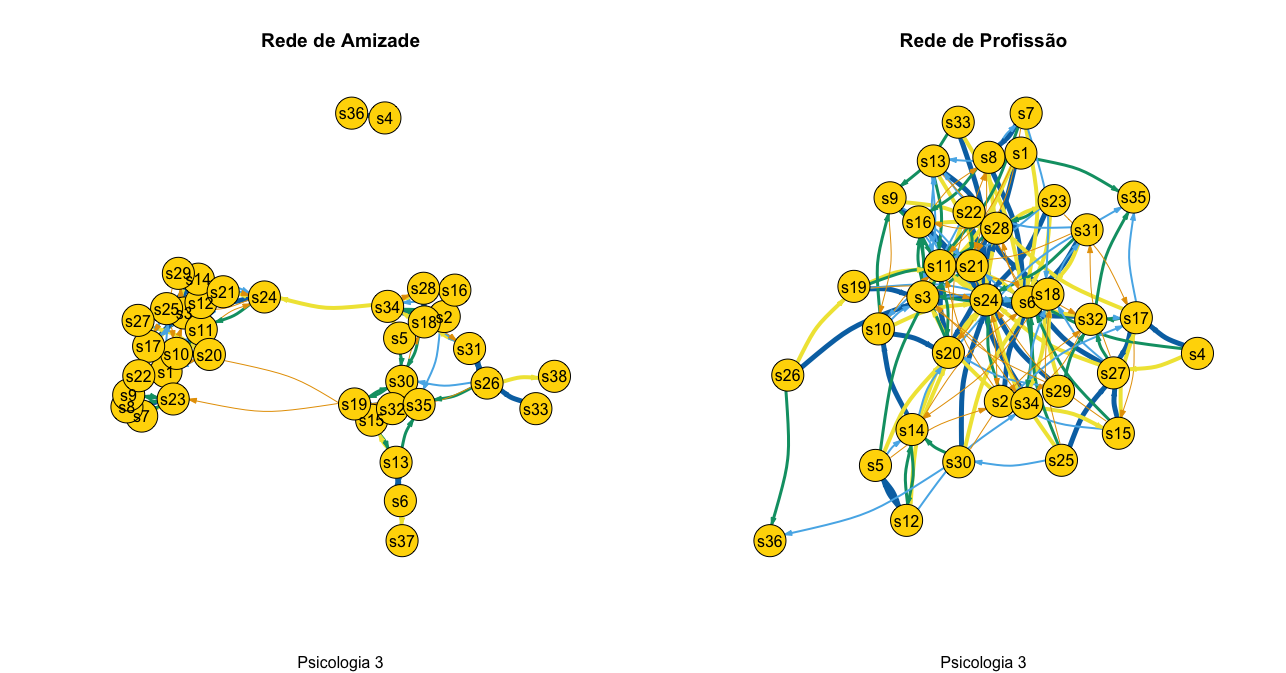 Rede de Amizade
s36 s4
s29 s14 s21 s24
s25 s12 s3
s27 s11
s17 s10 s20
s22 s1
s9 s8 s7 s23
s28 s16
s34 s18 s2
s5 s31
s30 s26 s38
s19 s15 s32 s35 s33
s13
s6
s37
Psicologia 3
Rede de Profissão
s33 s7
s13 s8 s1
s9 s22 s23 s35
s16 s28 s31
s11 s21
s19 s3 s24 s6 s18
s10 s32 s17
s20 s4
s26 s27
s2 s34 s29
s14 s15
s5 s30 s25
s12
s36
Psicologia 3